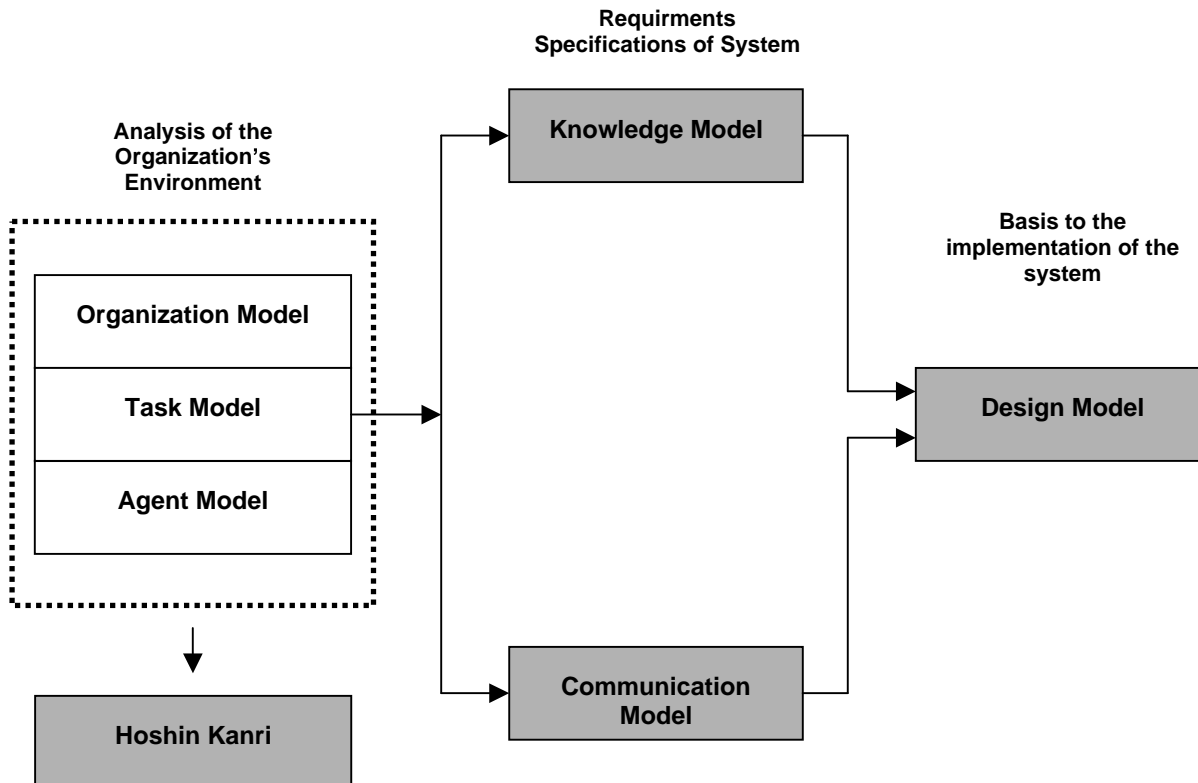 Requirments
Specifications of System
Knowledge Model
Analysis of the
Organization’s
Environment
Basis to the
implementation of the
system
Organization Model
Task Model
Agent Model
Design Model
Communication
Model
Hoshin Kanri